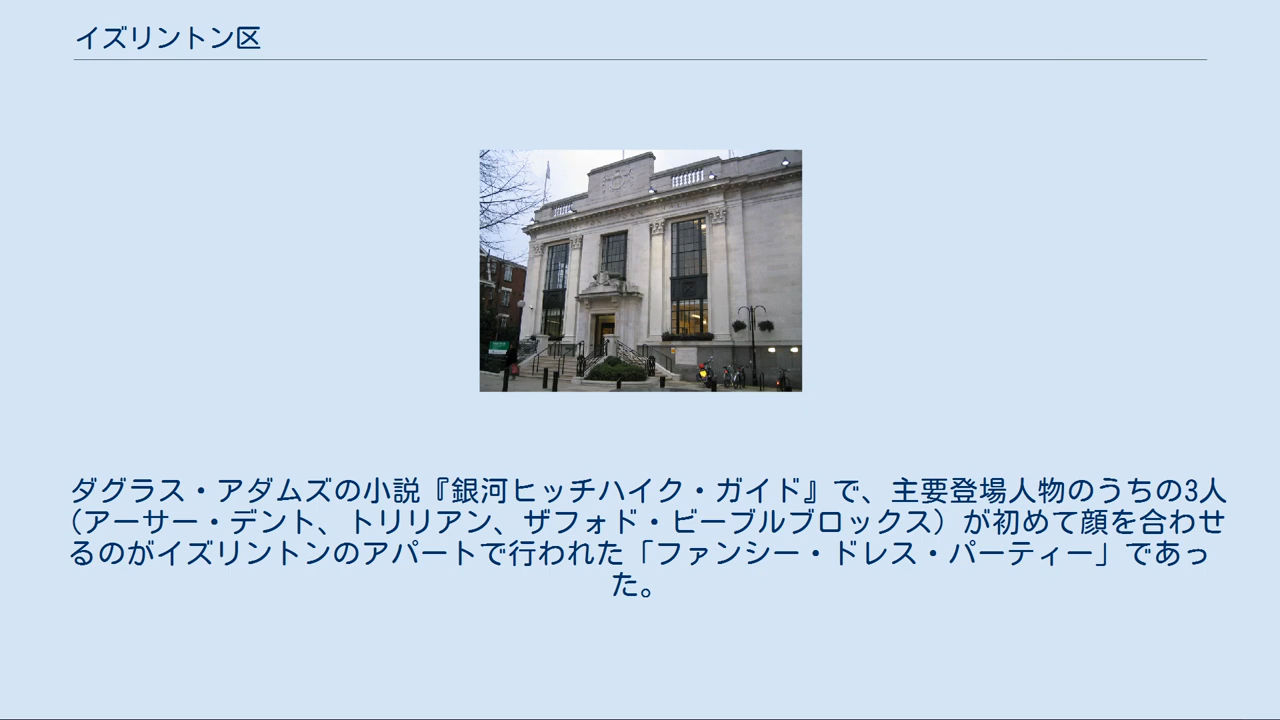 イズリントン区
ダグラス・アダムズの小説『銀河ヒッチハイク・ガイド』で、主要登場人物のうちの3人
（アーサー・デント、トリリアン、ザフォド・ビーブルブロックス）が初めて顔を合わせ
るのがイズリントンのアパートで行われた「ファンシー・ドレス・パーティー」であっ
た。